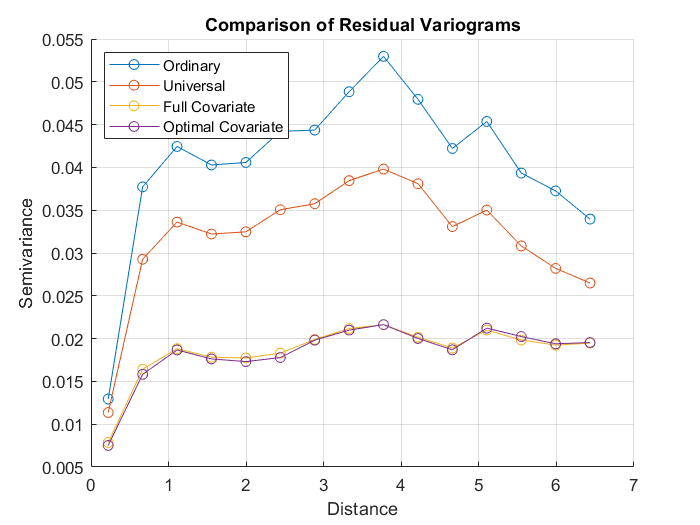 Comparison of Residual Variograms
Ordinary
Universal
Full Covariate
Optimal Covariate
0.055
0.05
0.045
0.04
0.035
0.03
0.025
0.02
0.015
0.01
0.005
Semivariance
0 1 2 3 4 5 6 7
Distance